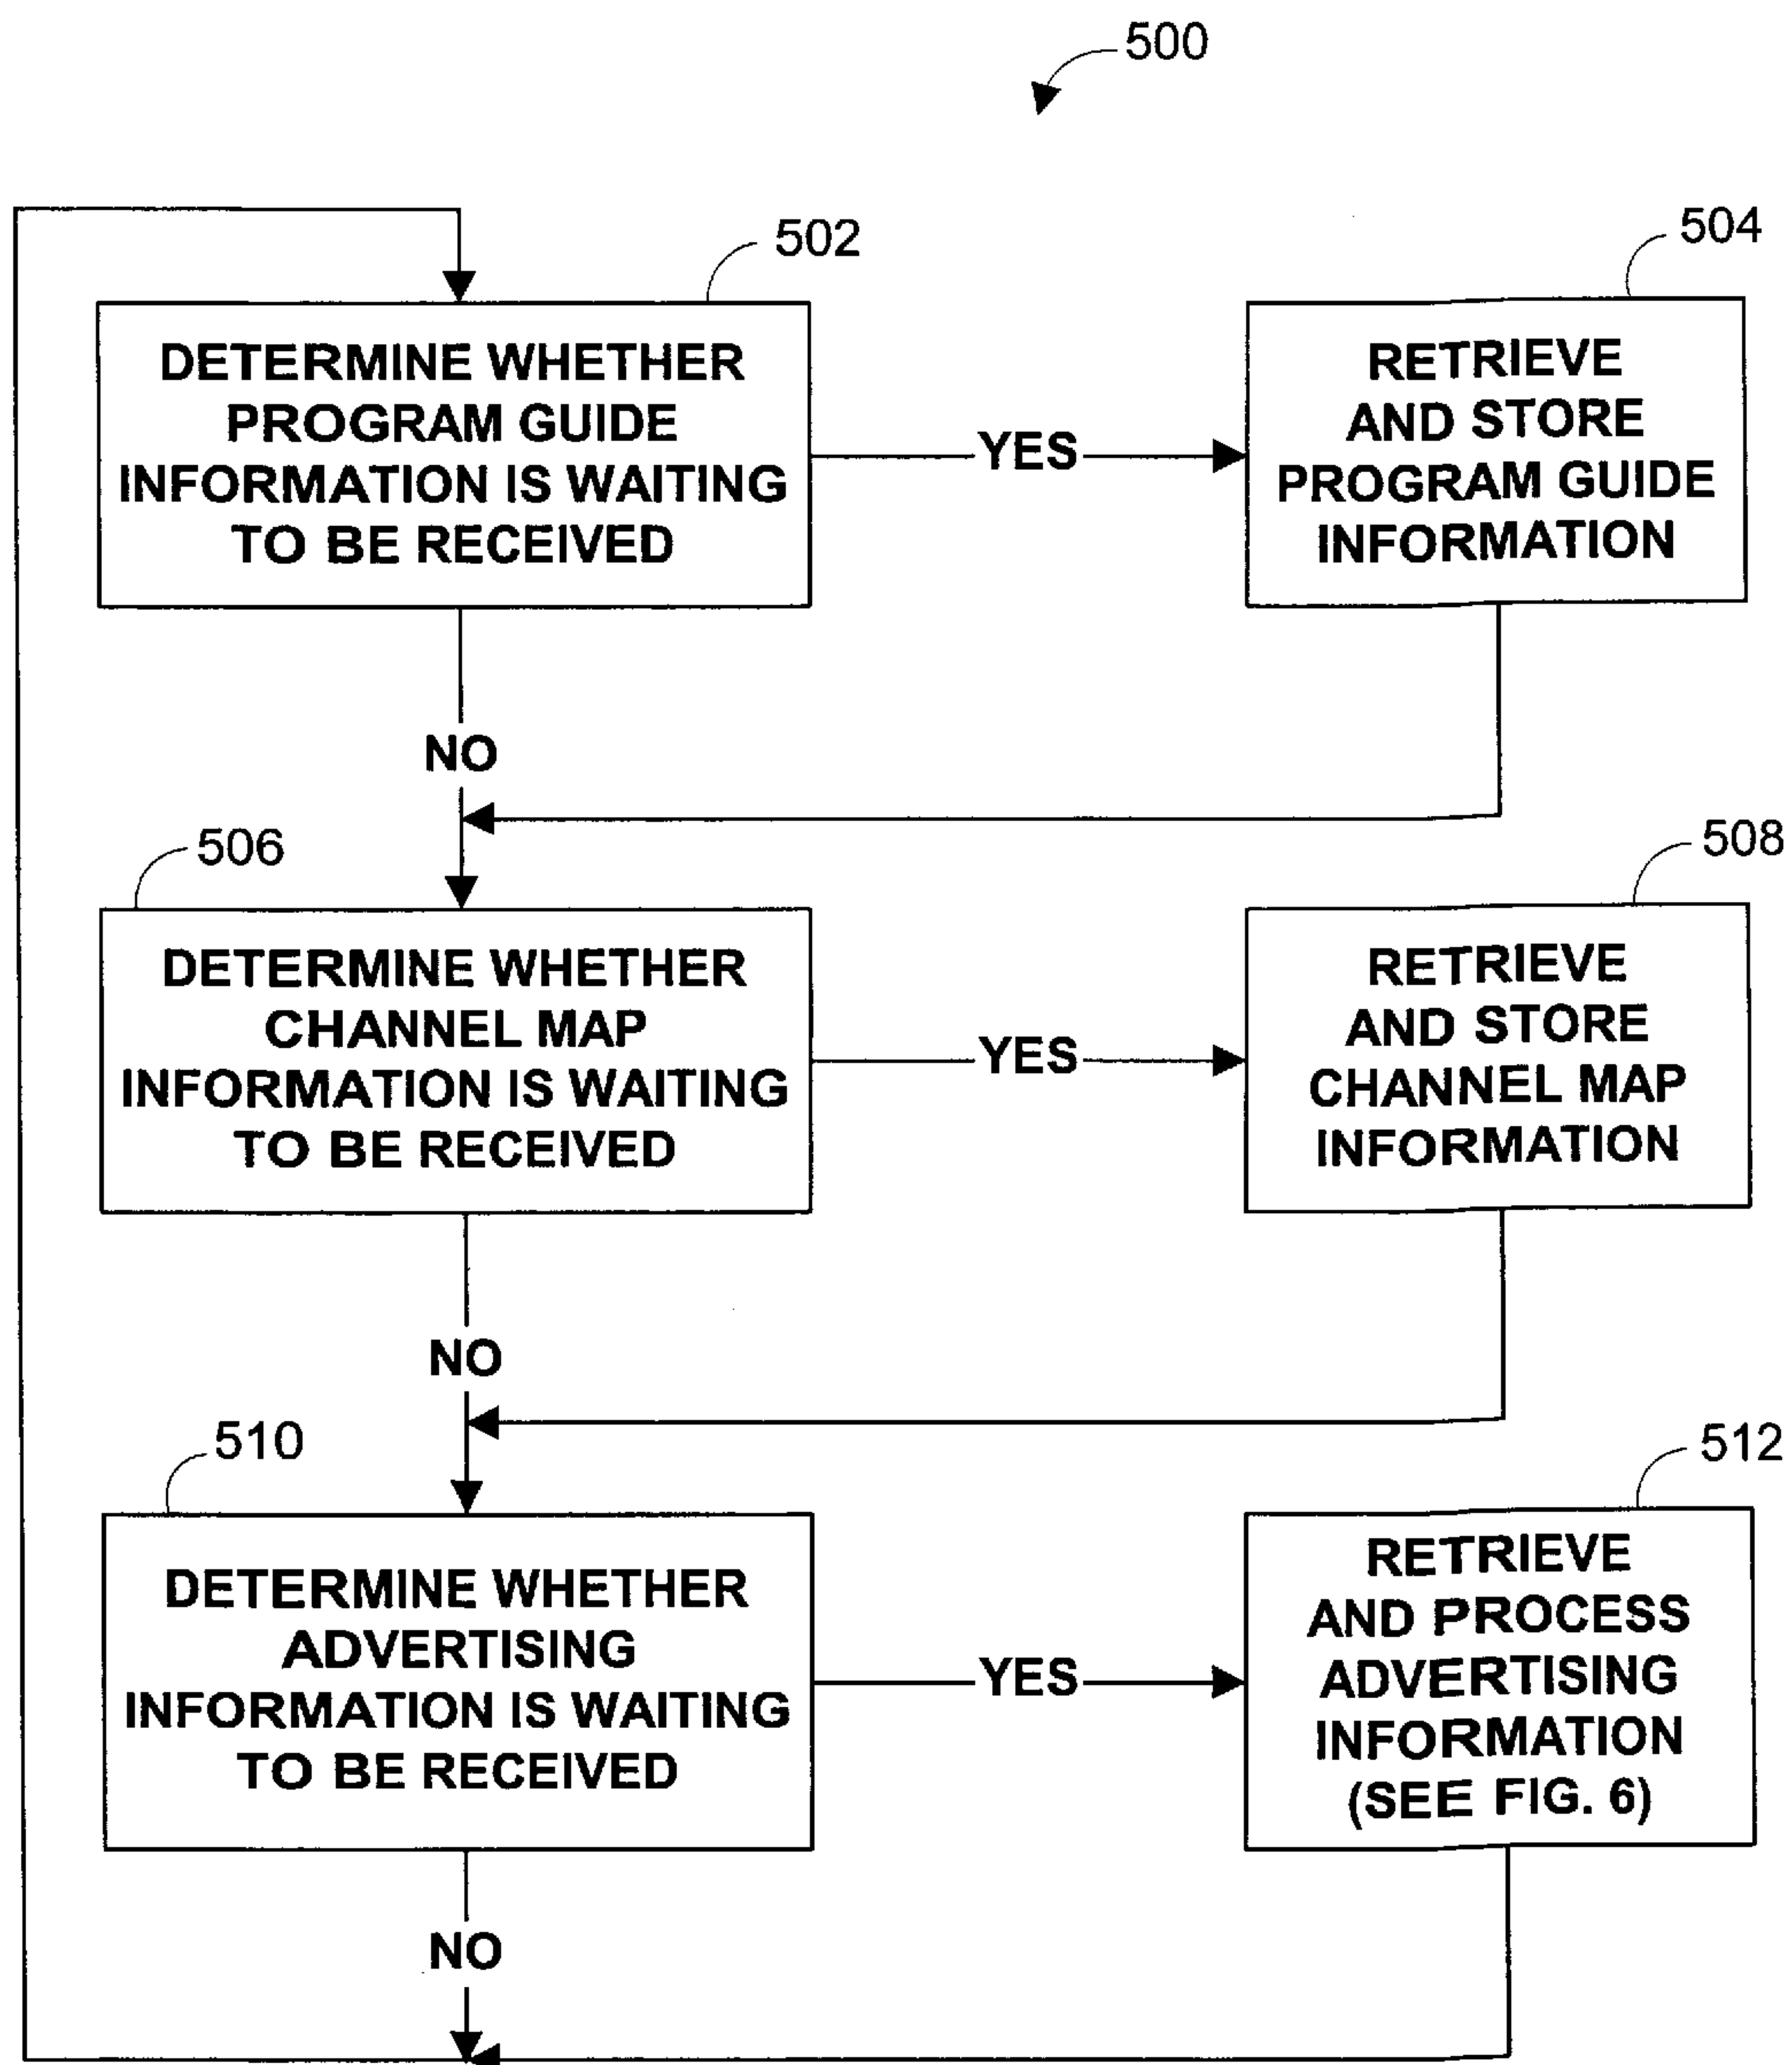 500
502
DETERMINE WHETHER
PROGRAM GUIDE
INFORMATION IS WAITING
TO BE RECEIVED
YES
504
RETRIEVE
AND STORE
PROGRAM GUIDE
INFORMATION
NO
506
DETERMINE WHETHER
CHANNEL MAP
INFORMATION IS WAITING
TO BE RECEIVED
YES
508
RETRIEVE
AND STORE
CHANNEL MAP
INFORMATION
NO
510
DETERMINE WHETHER
ADVERTISING
INFORMATION IS WAITING
TO BE RECEIVED
YES
512
RETRIEVE
AND PROCESS
ADVERTISING
INFORMATION
(SEE FIG. 6)
NO